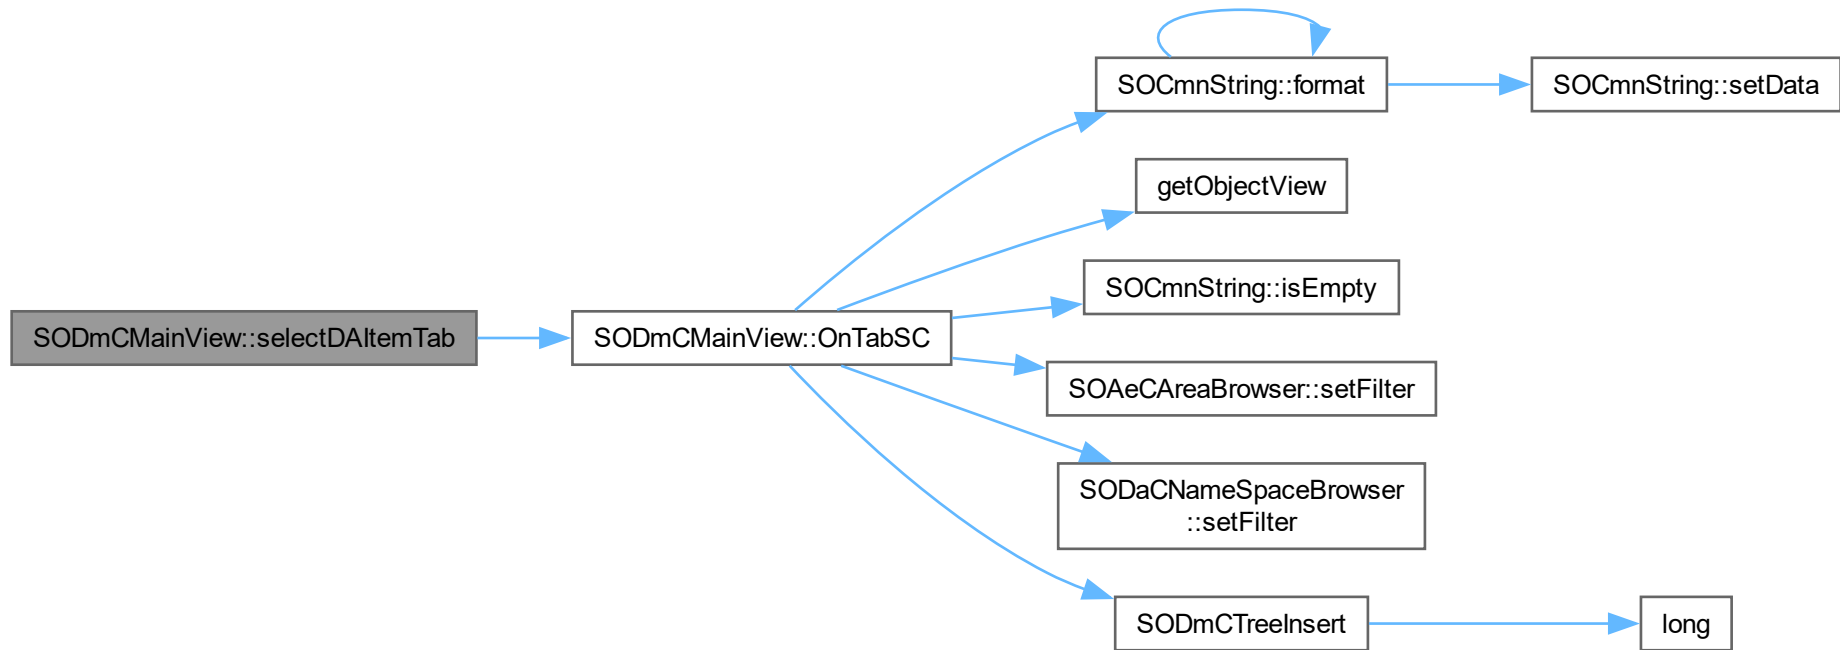 SOCmnString::format
SOCmnString::setData
getObjectView
SOCmnString::isEmpty
SODmCMainView::selectDAItemTab
SODmCMainView::OnTabSC
SOAeCAreaBrowser::setFilter
SODaCNameSpaceBrowser
::setFilter
SODmCTreeInsert
long